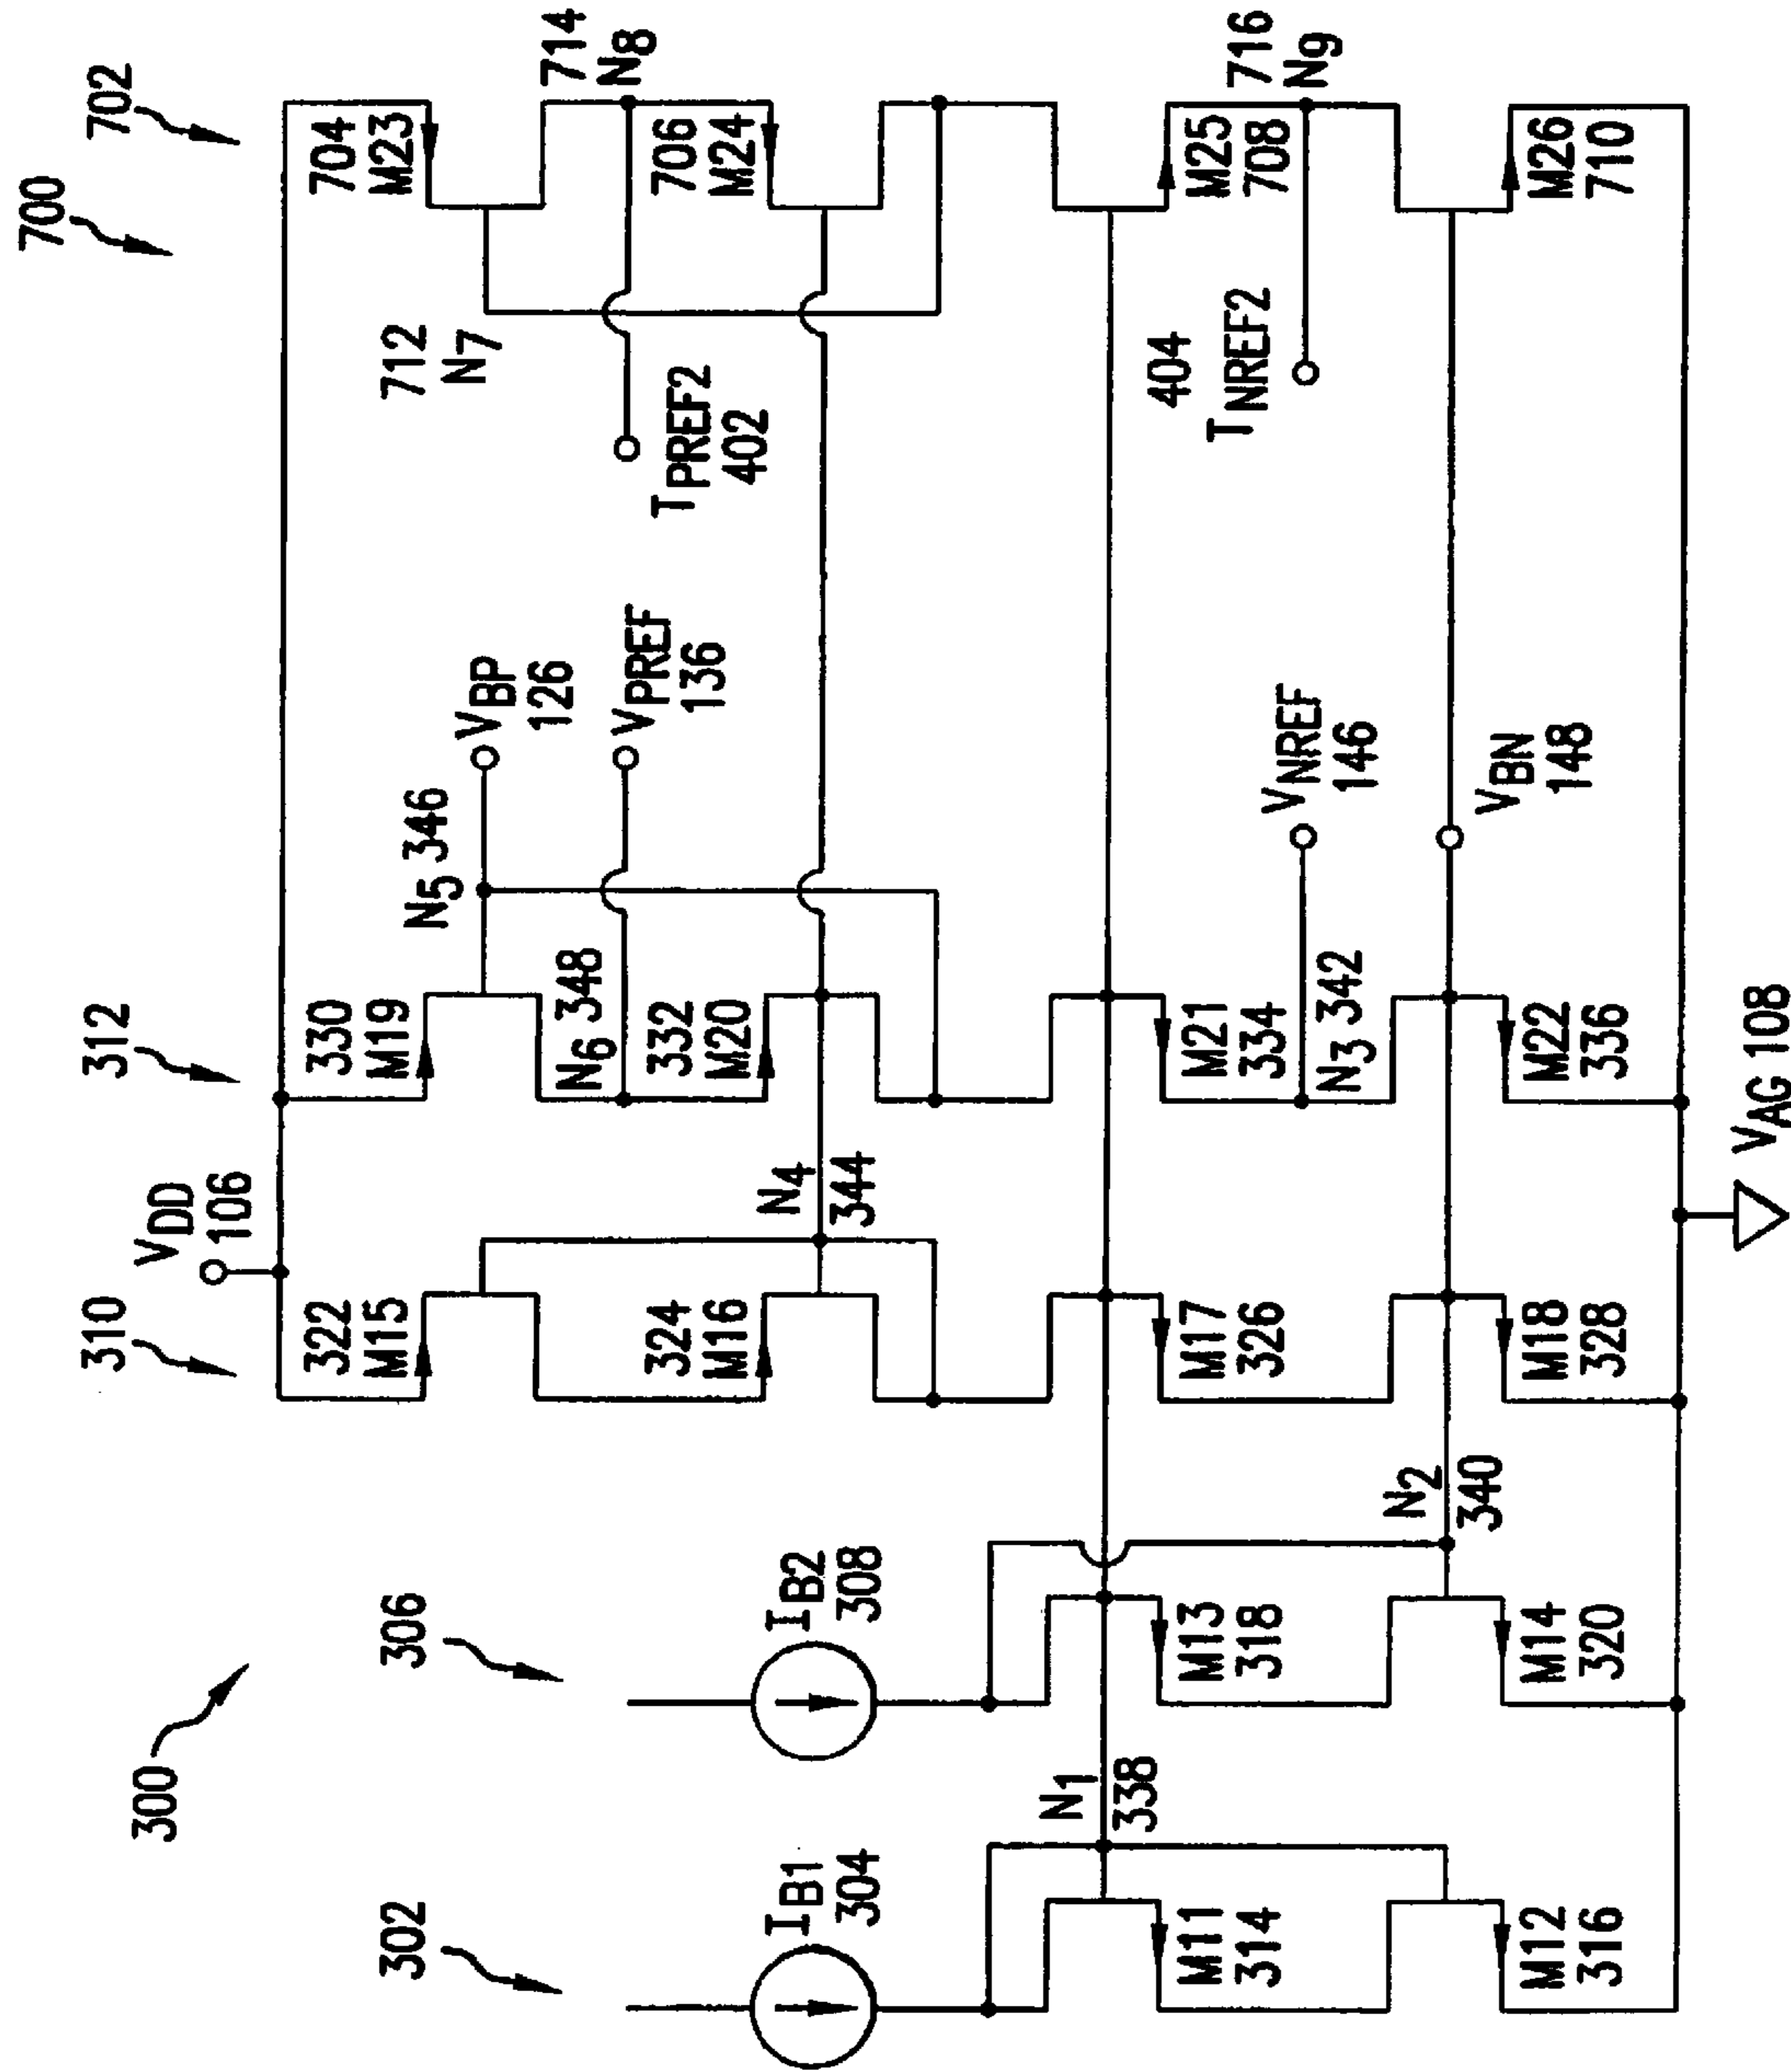 700
702
704
M23
714
N8
706
M24
712
N7
TPREF2
402
M25
708
716
N9
404
TNREF2
M26
710
312
330
M19
N5 346
VBP
126
VPREF
136
N6 348
332
M20
M21
334
N3 342
VNREF
146
VBN
148
M22
336
VAG 108
310
VDD
106
322
M15
324
M16
N4
344
M17
326
M18
328
300
306
IB2
308
M13
318
N2
340
M14
320
302
IB1
304
N1
338
M11
314
M12
316